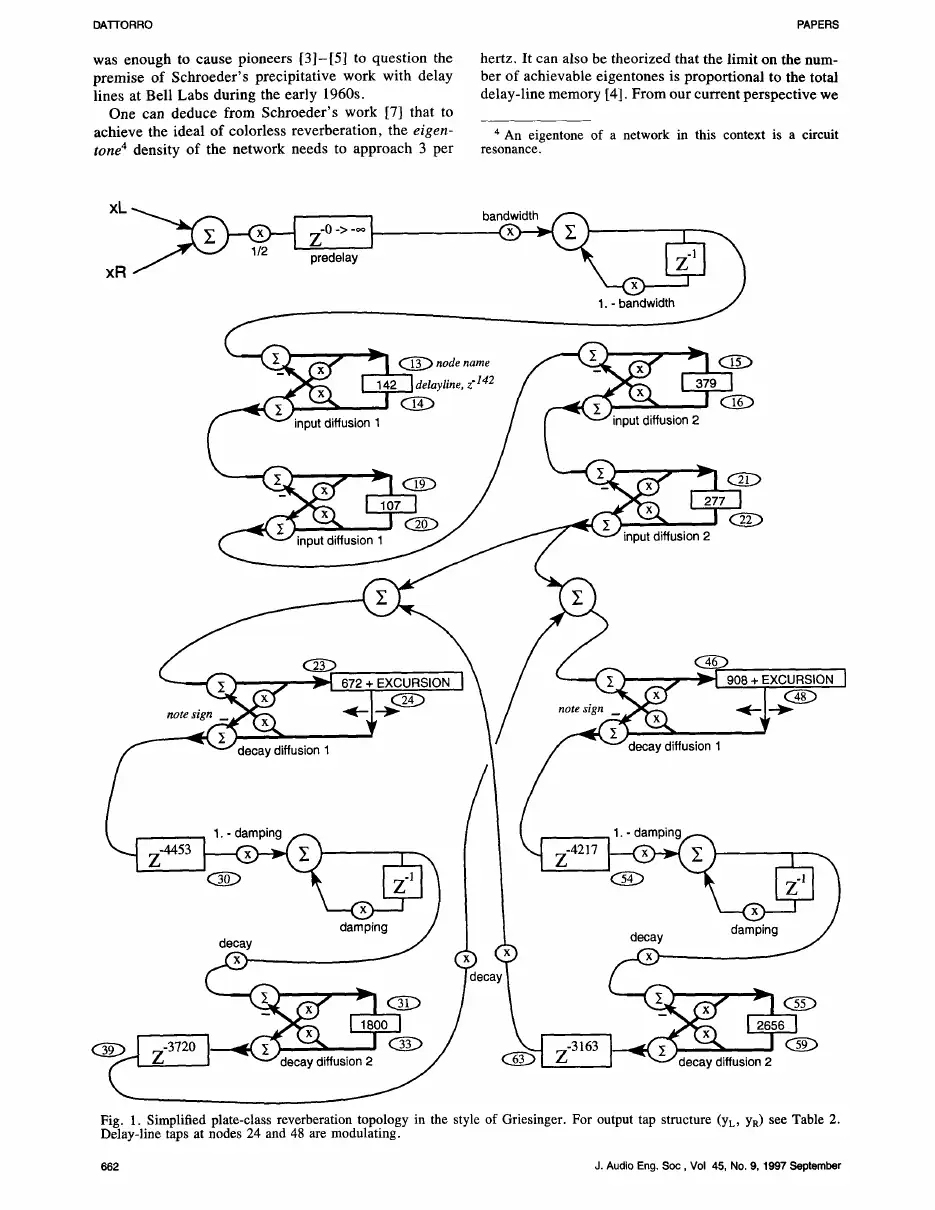 DATTORRO
PAPERS
was enough to cause pioneers [3]–[5] to question the
premise of Schroeder's precipitative work with delay
lines at Bell Labs during the early 1960s.
One can deduce from Schroeder's work [7] that to
achieve the ideal of colorless reverberation, the eigen-
tone⁴ density of the network needs to approach 3 per
hertz. It can also be theorized that the limit on the num-
ber of achievable eigentones is proportional to the total
delay-line memory [4]. From our current perspective we
⁴ An eigentone of a network in this context is a circuit
resonance.
xL
xR
Σ
x
1/2
Z^-0 -> -∞
predelay
bandwidth
x
Σ
Z^-1
x
1. - bandwidth
Σ
–
x
x
Σ
13 node name
142 delayline, z^-142
14
input diffusion 1
Σ
–
x
x
Σ
15
379
16
input diffusion 2
Σ
–
x
x
Σ
19
107
20
input diffusion 1
Σ
–
x
x
Σ
21
277
22
input diffusion 2
Σ
Σ
23
672 + EXCURSION
24
Σ
x
note sign –
x
Σ
decay diffusion 1
46
908 + EXCURSION
48
Σ
x
note sign –
x
Σ
decay diffusion 1
1. - damping
Z^-4453
x
Σ
30
Z^-1
x
damping
decay
x
1. - damping
Z^-4217
x
Σ
54
Z^-1
x
damping
decay
x
x
x
decay
Σ
–
x
x
Σ
31
1800
33
decay diffusion 2
39
Z^-3720
Σ
–
x
x
Σ
55
2656
59
decay diffusion 2
63
Z^-3163
Fig. 1. Simplified plate-class reverberation topology in the style of Griesinger. For output tap structure (yL, yR) see Table 2.
Delay-line taps at nodes 24 and 48 are modulating.
662
J. Audio Eng. Soc , Vol 45, No. 9, 1997 September